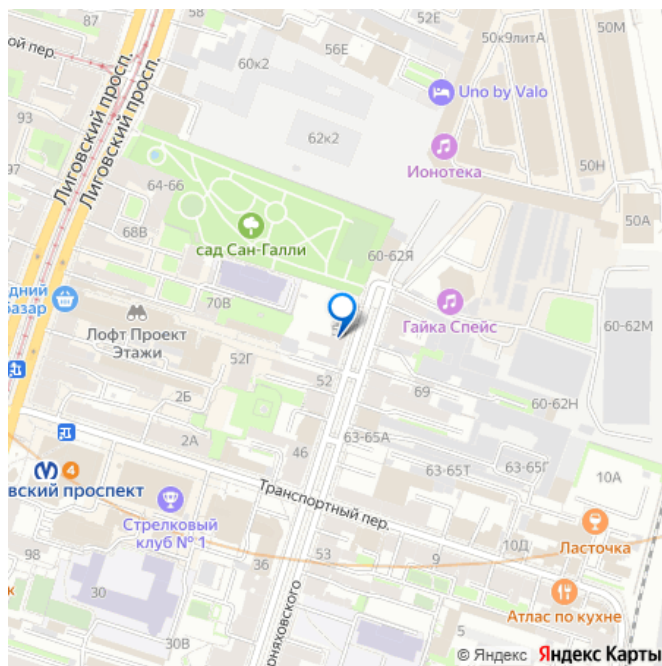 87
58
52Е
50к9литА
50М
56Е
ой пер.
60к2
Лиговский просп.
Лиговский просп.
Uno by Valo
93
62к2
Ионотека
97
64-66
50Н
сад Сан-Галли
50А
68В
60-62Я
дний
базар
70В
Гайка Спейс
Лофт Проект
Этажи
60-62М
52Г
52
69
2Б
60-62Н
2А
46
63-65А
63-65Т
63-65Г
10А
4
вский проспект
Транспортный пер.
Стрелковый
клуб № 1
Ласточка
10Д
98
53
36
9
30
Атлас по кухне
к
оняховского
5
30В
© Яндекс Яндекс Карты